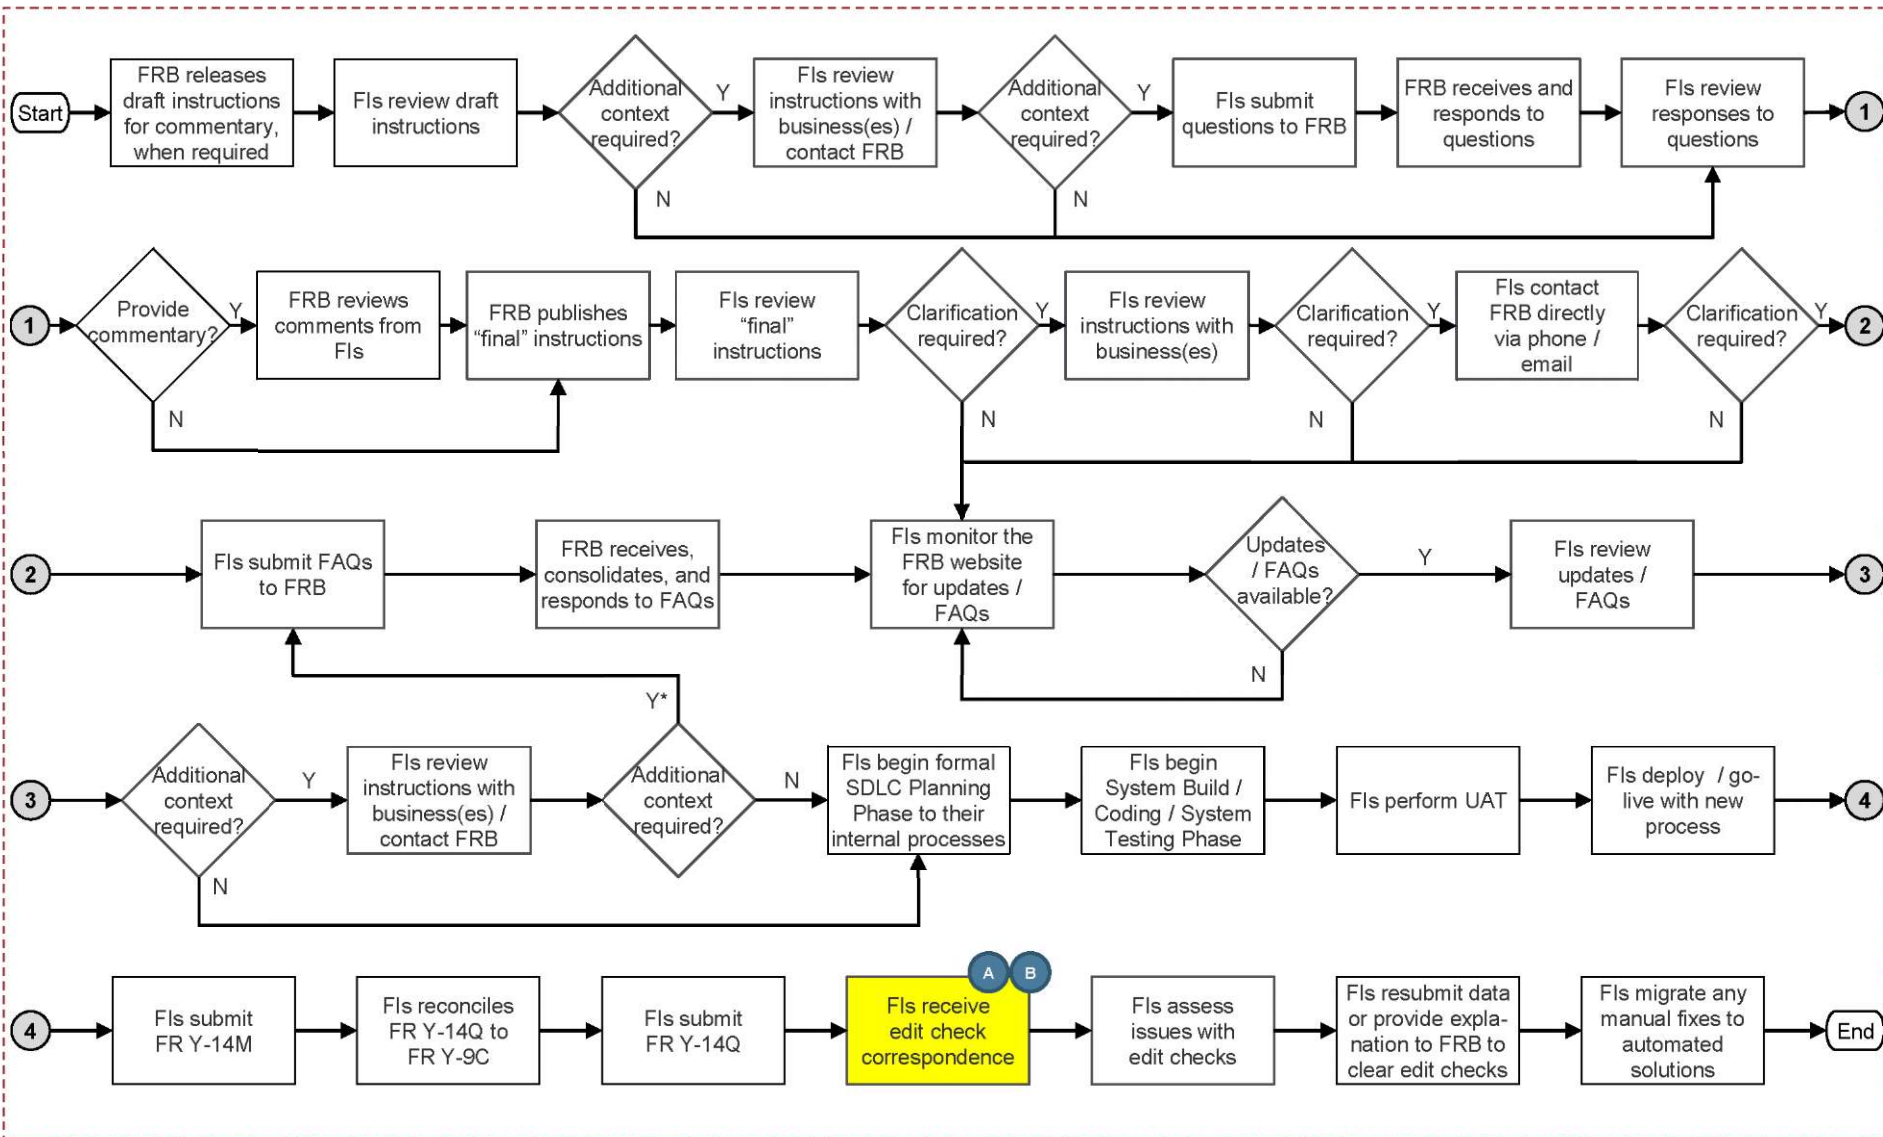 Start
FRB releases
draft instructions
for commentary,
when required
FIs review draft
instructions
Additional
context
required?
Y
N
FIs review
instructions with
business(es) /
contact FRB
Additional
context
required?
Y
N
FIs submit
questions to FRB
FRB receives and
responds to
questions
FIs review
responses to
questions
1
1
Provide
commentary?
Y
N
FRB reviews
comments from
FIs
FRB publishes
“final” instructions
FIs review
“final”
instructions
Clarification
required?
Y
N
FIs review
instructions with
business(es)
Clarification
required?
Y
N
FIs contact
FRB directly
via phone /
email
Clarification
required?
Y
N
2
2
FIs submit FAQs
to FRB
FRB receives,
consolidates, and
responds to FAQs
FIs monitor the
FRB website
for updates /
FAQs
Updates
/ FAQs
available?
Y
N
FIs review
updates /
FAQs
3
3
Additional
context
required?
Y
N
FIs review
instructions with
business(es) /
contact FRB
Additional
context
required?
Y*
N
FIs begin formal
SDLC Planning
Phase to their
internal processes
FIs begin
System Build /
Coding / System
Testing Phase
FIs perform UAT
FIs deploy / go-
live with new
process
4
4
FIs submit
FR Y-14M
FIs reconciles
FR Y-14Q to
FR Y-9C
FIs submit
FR Y-14Q
A
B
FIs receive
edit check
correspondence
FIs assess
issues with
edit checks
FIs resubmit data
or provide expla-
nation to FRB to
clear edit checks
FIs migrate any
manual fixes to
automated
solutions
End